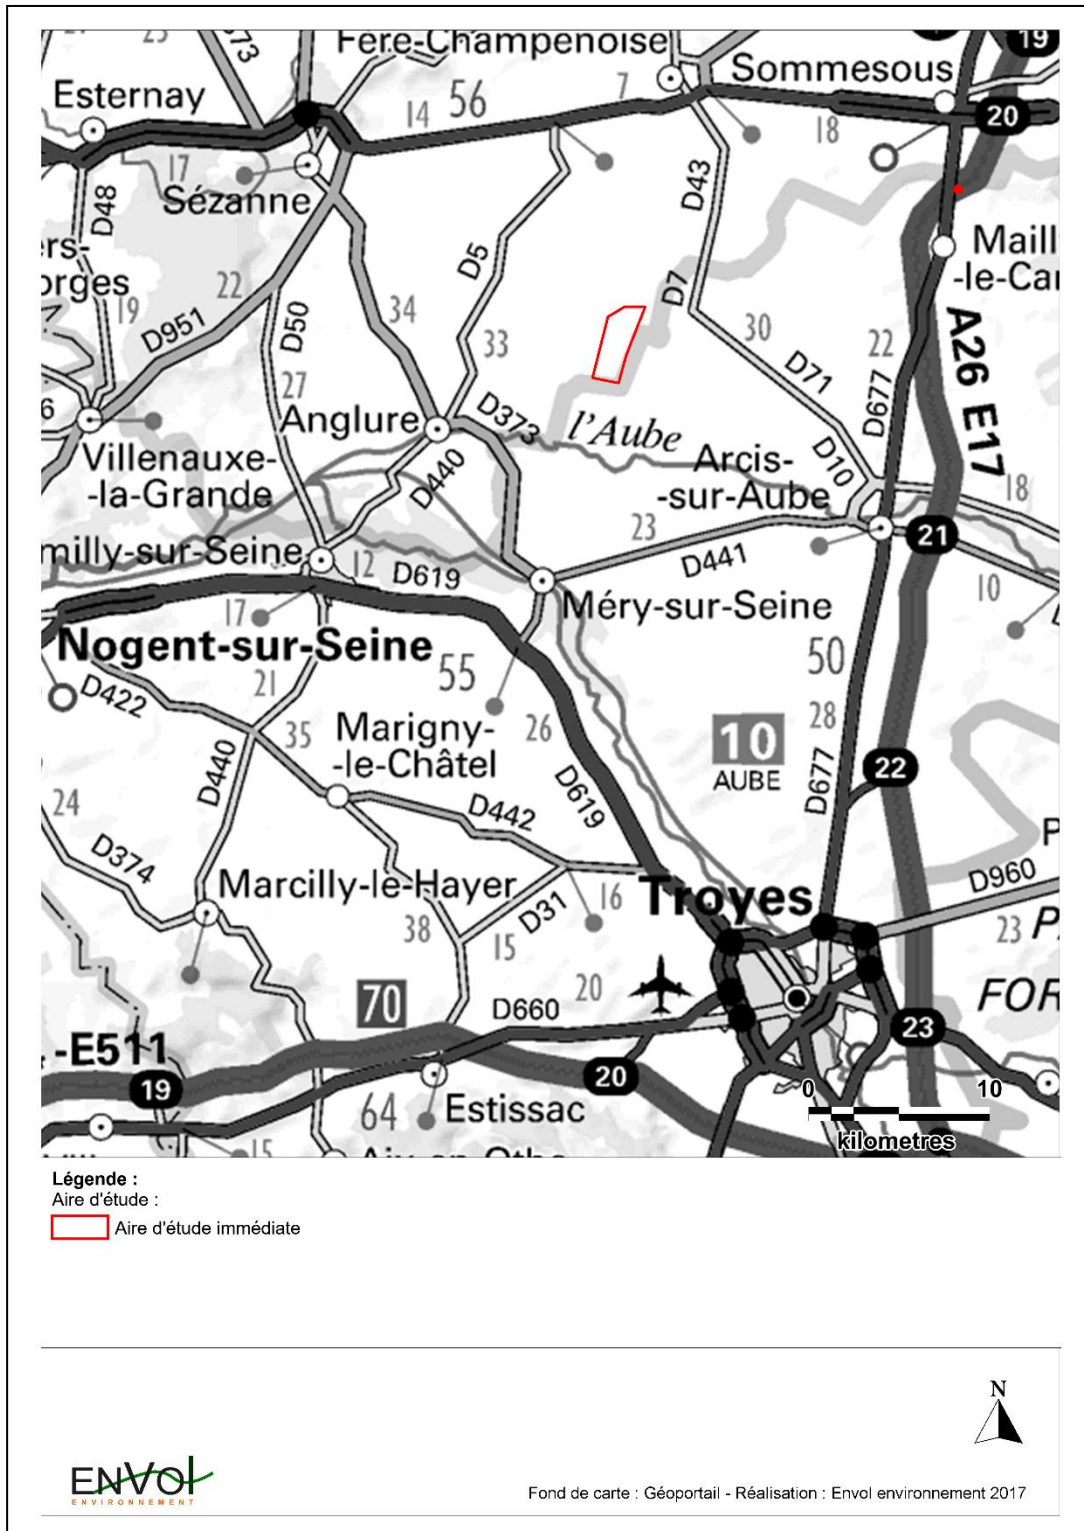 Fère-Champenoise
19
Esternay
14
56
7
Sommesous
20
18
17
Sézanne
D48
D43
D5
Maill
-le-Car
22
19
D951
D50
34
33
D7
30
22
27
D71
D677
A26 E17
6
Anglure
D373
l'Aube
D10
Villenauxe-
-la-Grande
D440
Arcis-
-sur-Aube
18
23
21
milly-sur-Seine
12
D619
D441
10
17
Méry-sur-Seine
Nogent-sur-Seine
55
50
D422
21
35
Marigny-
-le-Châtel
26
10
AUBE
28
22
D440
24
D619
D677
D442
D374
Marcilly-le-Hayer
16
Troyes
D960
38
D31
15
23
70
20
D660
FOR
-E511
19
20
23
64
Estissac
0
10
kilometres
15
Légende :
Aire d'étude :
Aire d'étude immédiate
N
ENVOl
ENVIRONNEMENT
Fond de carte : Géoportail - Réalisation : Envol environnement 2017